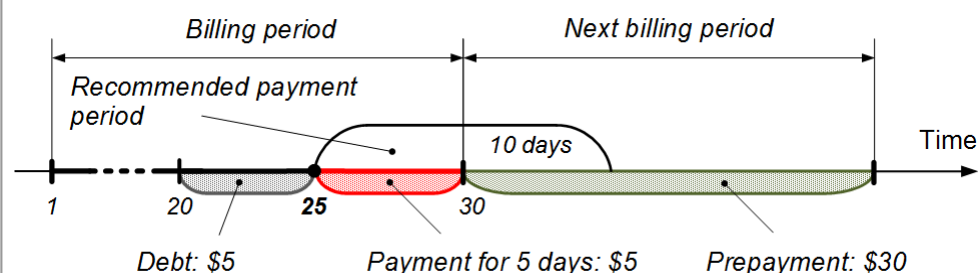 Billing period
Next billing period
Recommended payment
period
10 days
Time
1
20
25
30
Debt: $5
Payment for 5 days: $5
Prepayment: $30